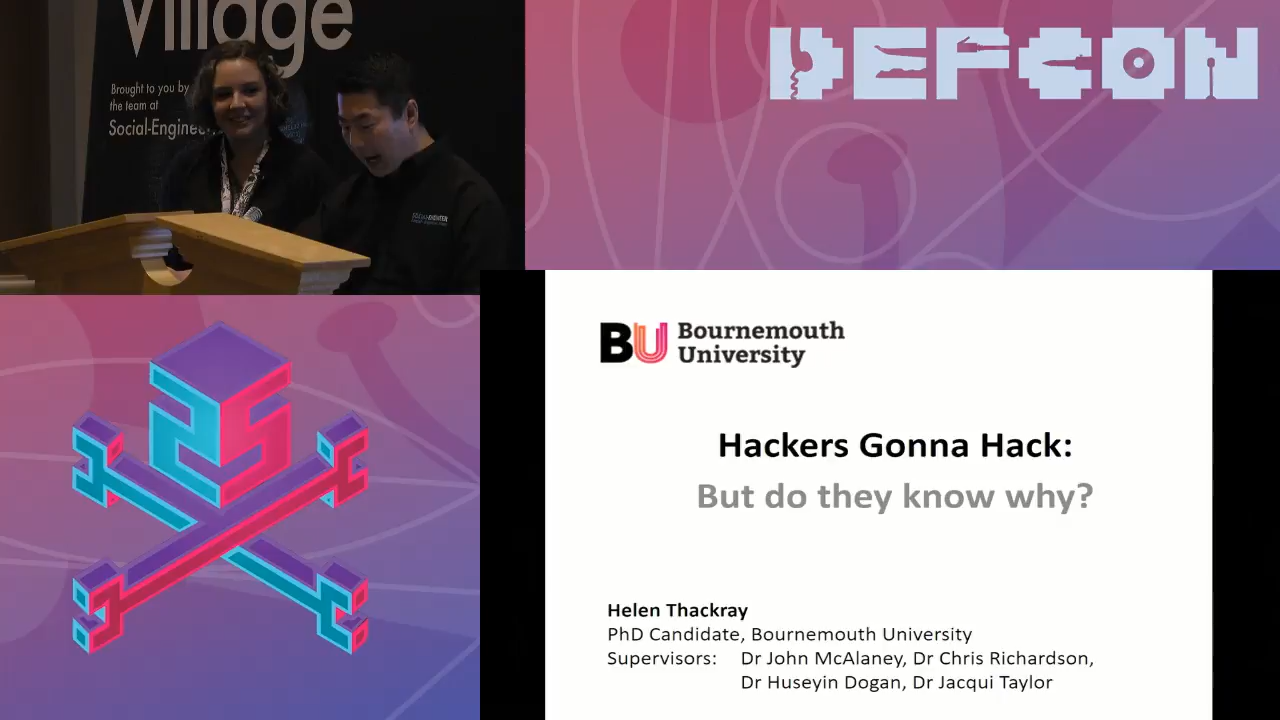 Village
Brought to you by
the team at
Social-Engineer
DEFCON
BU Bournemouth
University
Hackers Gonna Hack:
But do they know why?
Helen Thackray
PhD Candidate, Bournemouth University
Supervisors: Dr John McAlaney, Dr Chris Richardson,
Dr Huseyin Dogan, Dr Jacqui Taylor